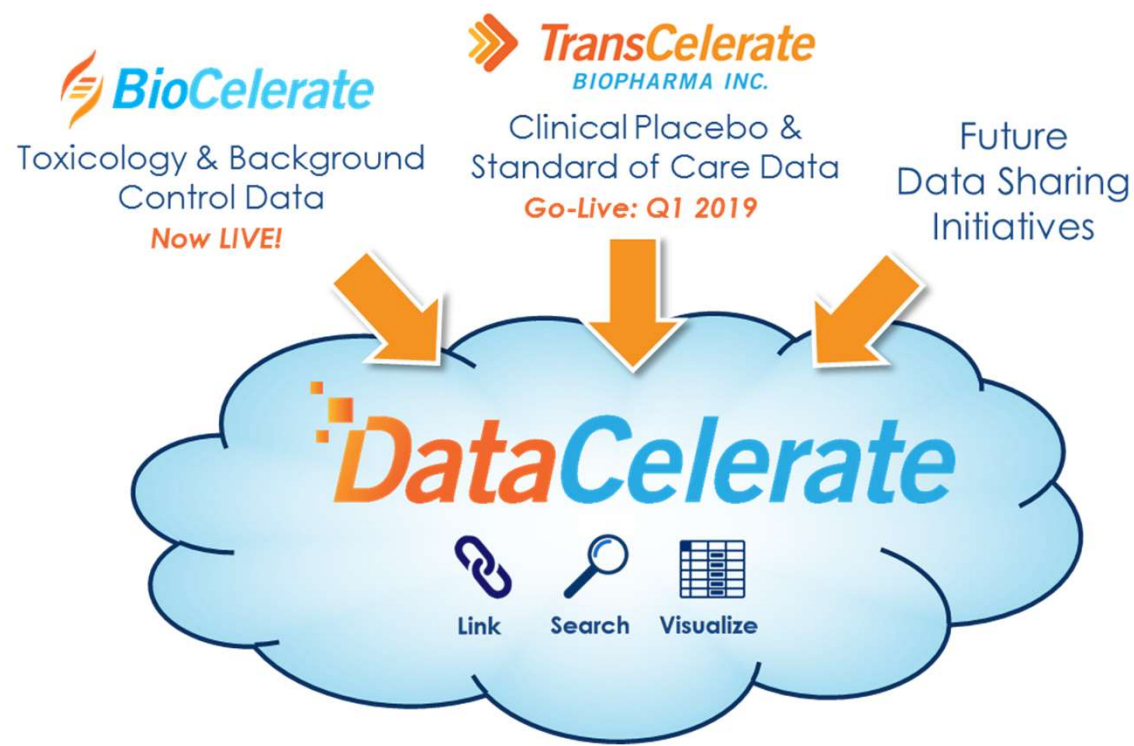 BioCelerate
Toxicology & Background
Control Data
Now LIVE!
TransCelerate
BIOPHARMA INC.
Clinical Placebo &
Standard of Care Data
Go-Live: Q1 2019
Future
Data Sharing
Initiatives
DataCelerate
Link
Search
Visualize